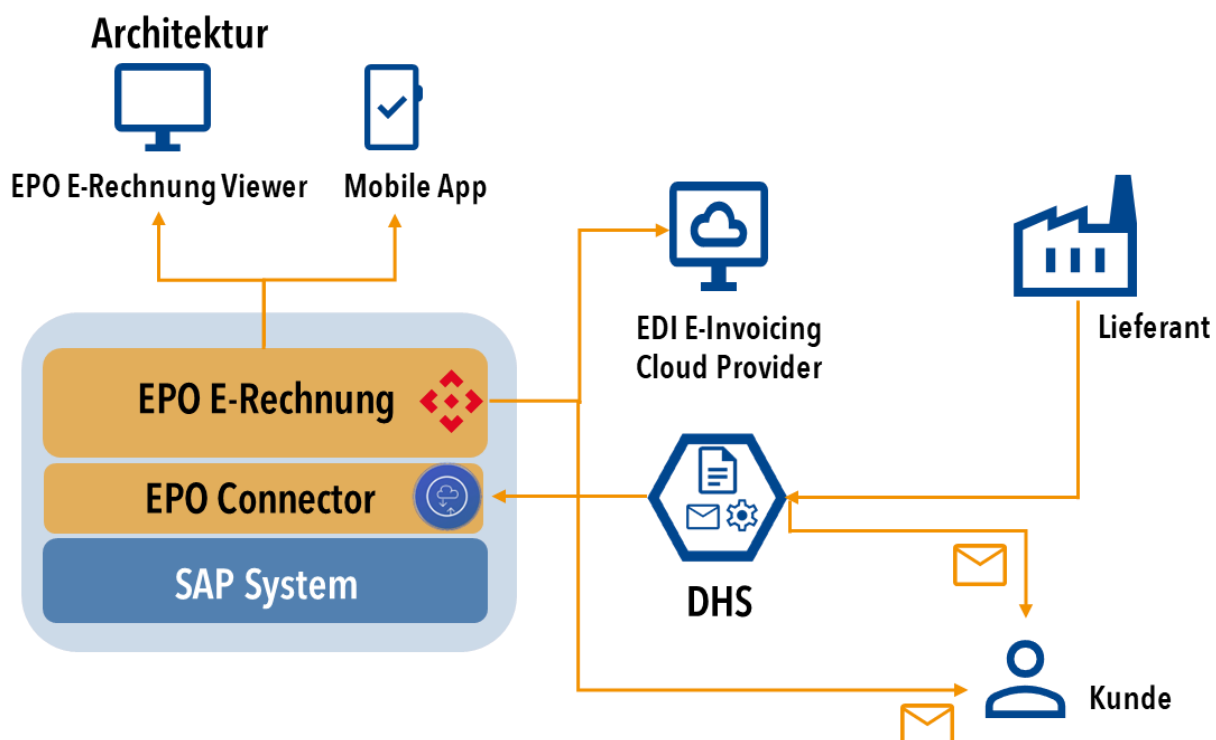 Architektur
EPO E-Rechnung Viewer
Mobile App
EDI E-Invoicing
Cloud Provider
Lieferant
EPO E-Rechnung
EPO Connector
SAP System
DHS
Kunde